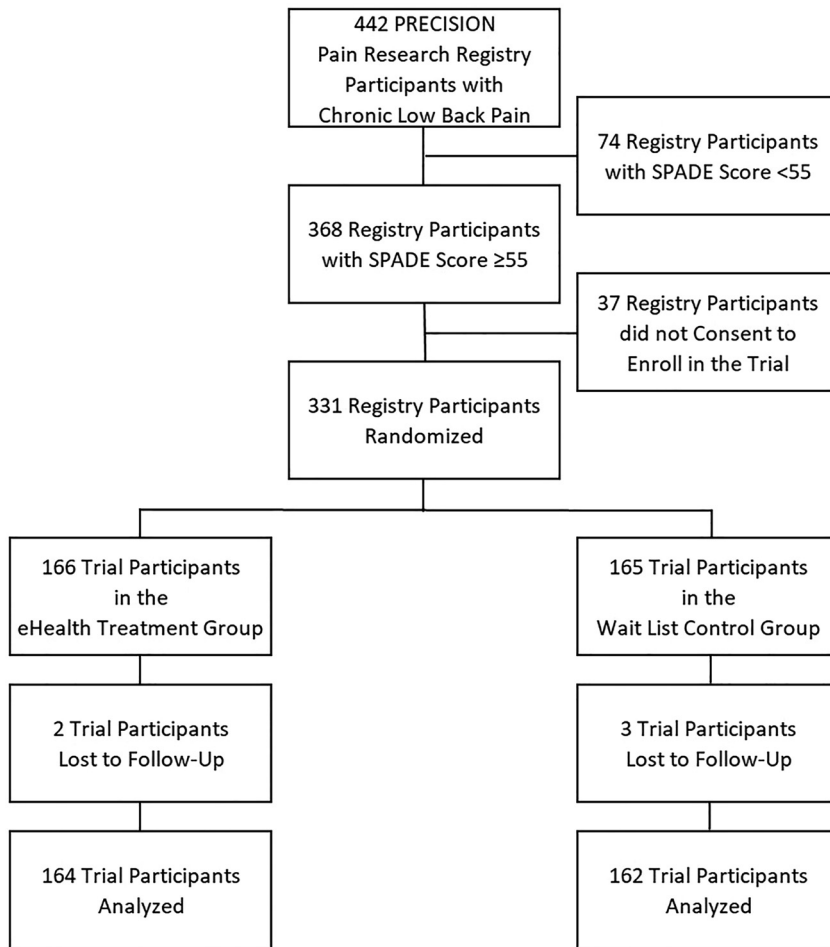 442 PRECISION
Pain Research Registry
Participants with
Chronic Low Back Pain
74 Registry Participants
with SPADE Score <55
368 Registry Participants
with SPADE Score ≥55
37 Registry Participants
did not Consent to
Enroll in the Trial
331 Registry Participants
Randomized
166 Trial Participants
in the
eHealth Treatment Group
165 Trial Participants
in the
Wait List Control Group
2 Trial Participants
Lost to Follow-Up
3 Trial Participants
Lost to Follow-Up
164 Trial Participants
Analyzed
162 Trial Participants
Analyzed